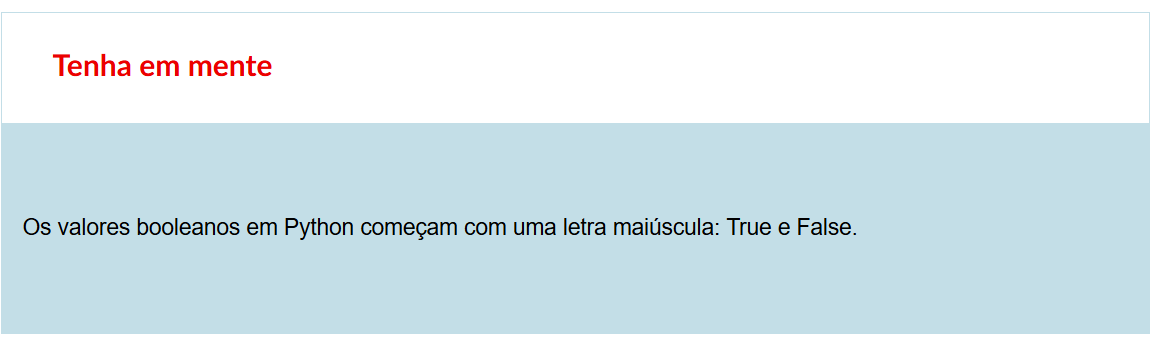 Tenha em mente
Os valores booleanos em Python começam com uma letra maiúscula: True e False.